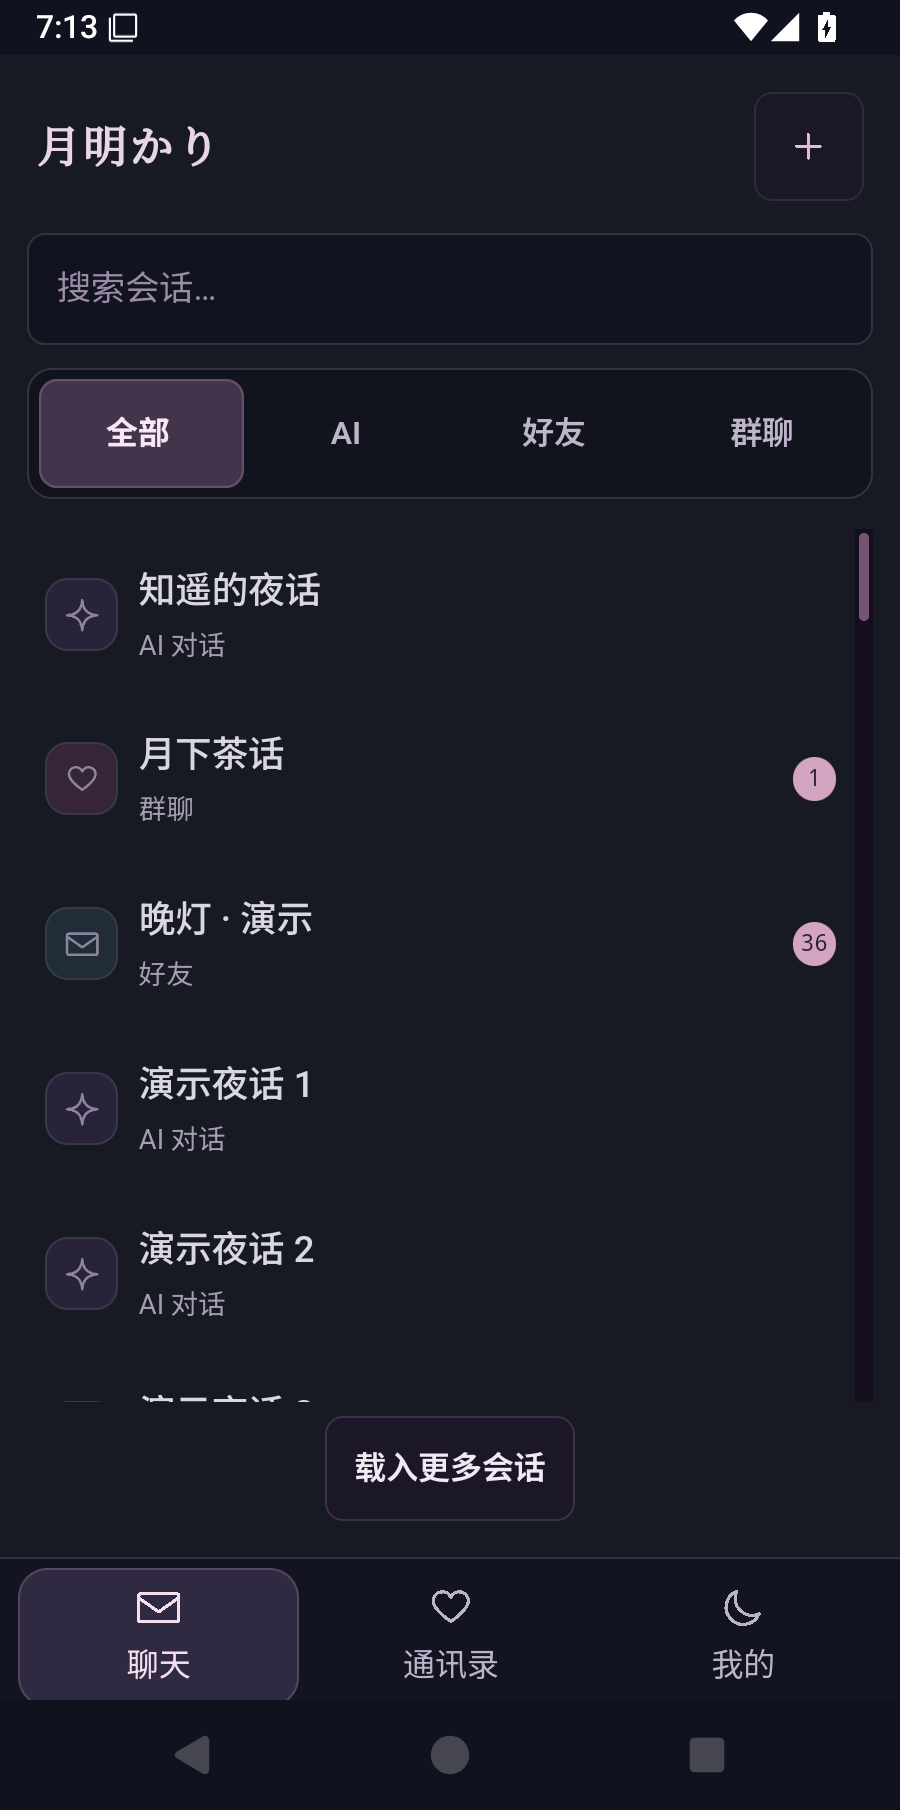 7:13
月明かり
搜索会话...
全部 AI 好友 群聊
知遥的夜话
AI 对话
月下茶话
群聊
1
晚灯 · 演示
好友
36
演示夜话 1
AI 对话
演示夜话 2
AI 对话
载入更多会话
聊天 通讯录 我的